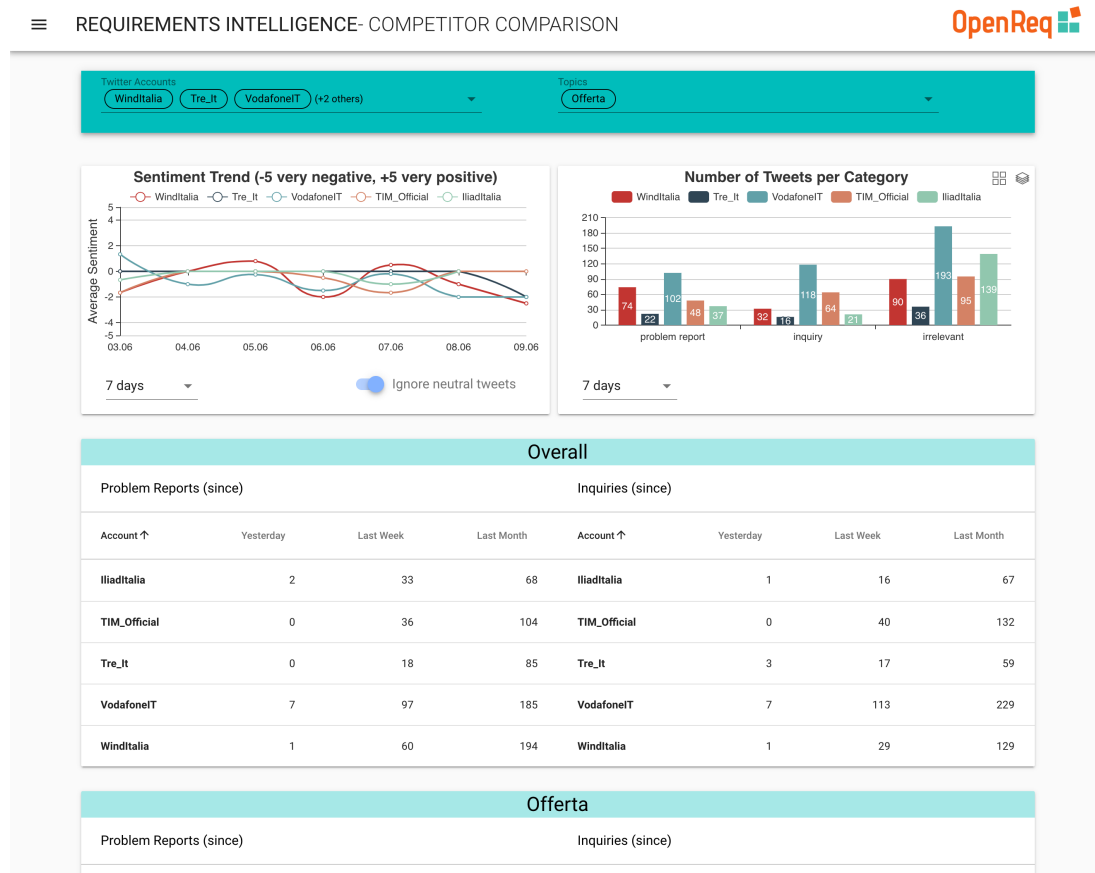 REQUIREMENTS INTELLIGENCE- COMPETITOR COMPARISON
OpenReq
Twitter Accounts
WindItalia Tre_It VodafoneIT (+2 others)
Topics
Offerta
Sentiment Trend (-5 very negative, +5 very positive)
WindItalia Tre_It VodafoneIT TIM_Official IliadItalia
Average Sentiment
5
4
2
0
-2
-4
-5
03.06 04.06 05.06 06.06 07.06 08.06 09.06
7 days
Ignore neutral tweets
Number of Tweets per Category
WindItalia Tre_It VodafoneIT TIM_Official IliadItalia
210
180
150
120
90
60
30
0
74 22 102 48 37
32 16 118 64 21
90 36 193 95 139
problem report inquiry irrelevant
7 days
Overall
Problem Reports (since) Inquiries (since)
Account Yesterday Last Week Last Month Account Yesterday Last Week Last Month
IliadItalia 2 33 68 IliadItalia 1 16 67
TIM_Official 0 36 104 TIM_Official 0 40 132
Tre_It 0 18 85 Tre_It 3 17 59
VodafoneIT 7 97 185 VodafoneIT 7 113 229
WindItalia 1 60 194 WindItalia 1 29 129
Offerta
Problem Reports (since) Inquiries (since)